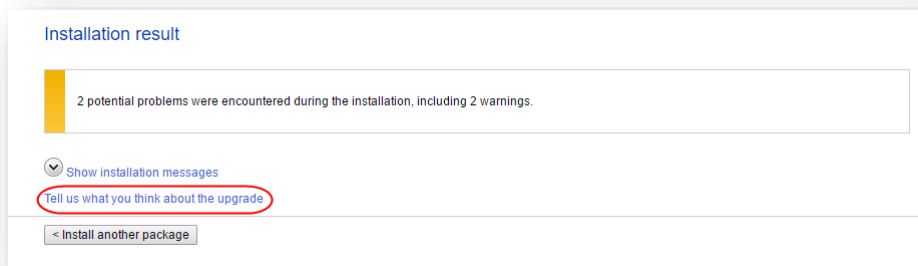 Installation result
2 potential problems were encountered during the installation, including 2 warnings.
Show installation messages
Tell us what you think about the upgrade
< Install another package